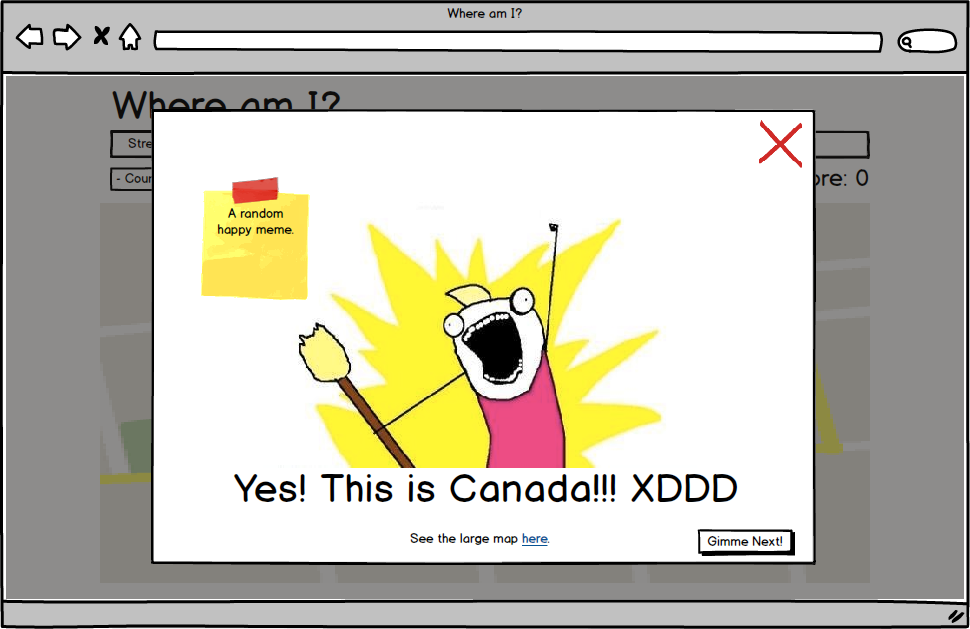 Where am I?
Where am I?
Stre
- Cour
ore: 0
A random
happy meme.
Yes! This is Canada!!! XDDD
See the large map here.
Gimme Next!